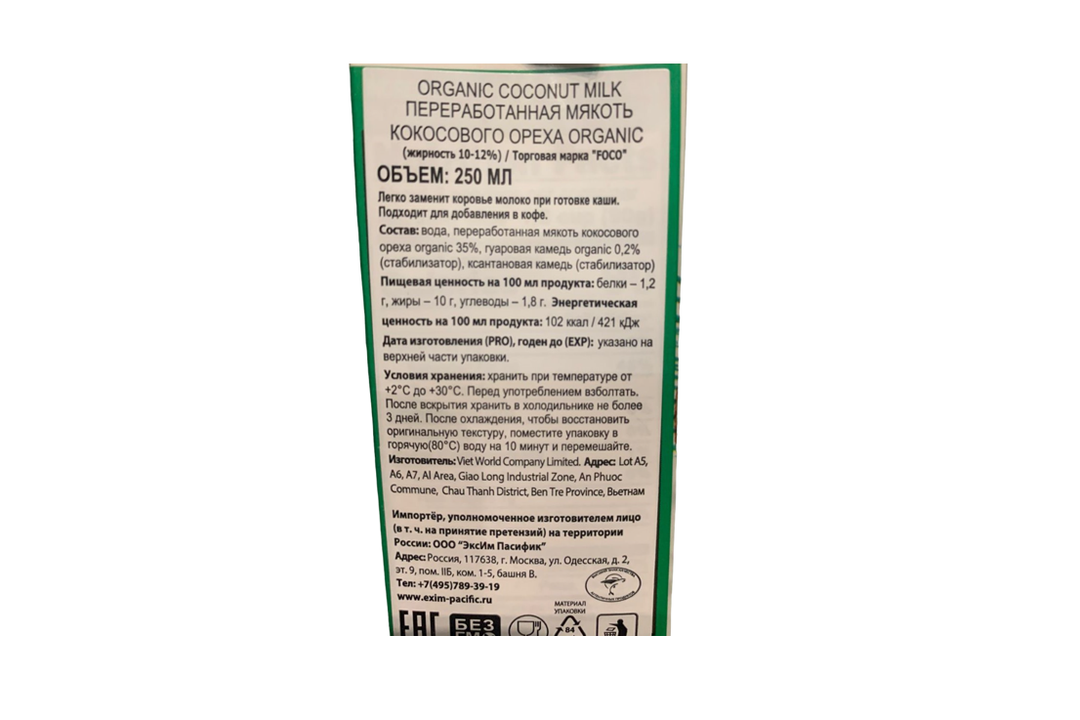 ORGANIC COCONUT MILK
ПЕРЕРАБОТАННАЯ МЯКОТЬ
КОКОСОВОГО ОРЕХА ORGANIC
(жирность 10-12%) / Торговая марка "FOCO"
ОБЪЕМ: 250 МЛ
Легко заменит коровье молоко при готовке каши.
Подходит для добавления в кофе.
Состав: вода, переработанная мякоть кокосового
ореха organic 35%, гуаровая камедь organic 0,2%
(стабилизатор), ксантановая камедь (стабилизатор)
Пищевая ценность на 100 мл продукта: белки – 1,2
г, жиры – 10 г, углеводы – 1,8 г. Энергетическая
ценность на 100 мл продукта: 102 ккал / 421 кДж
Дата изготовления (PRO), годен до (EXP): указано на
верхней части упаковки.
Условия хранения: хранить при температуре от
+2°C до +30°C. Перед употреблением взболтать.
После вскрытия хранить в холодильнике не более
3 дней. После охлаждения, чтобы восстановить
оригинальную текстуру, поместите упаковку в
горячую(80°C) воду на 10 минут и перемешайте.
Изготовитель: Viet World Company Limited. Адрес: Lot A5,
A6, A7, AI Area, Giao Long Industrial Zone, An Phuoc
Commune, Chau Thanh District, Ben Tre Province, Вьетнам
Импортёр, уполномоченное изготовителем лицо
(в т. ч. на принятие претензий) на территории
России: ООО "ЭксИм Пасифик"
Адрес: Россия, 117638, г. Москва, ул. Одесская, д. 2,
эт. 9, пом. IIБ, ком. 1-5, башня В.
Тел: +7(495)789-39-19
www.exim-pacific.ru
МАТЕРИАЛ
УПАКОВКИ
EAC
БЕЗ
ГМО
84